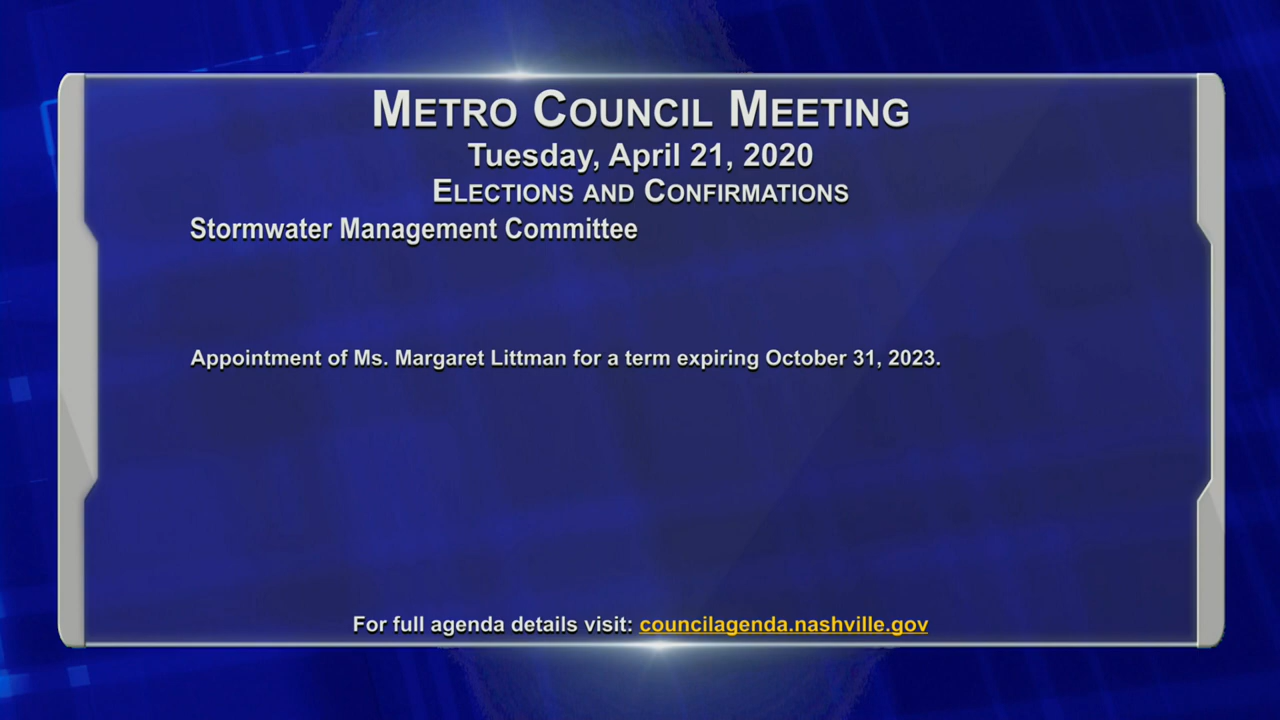 Metro Council Meeting
Tuesday, April 21, 2020
Elections and Confirmations
Stormwater Management Committee
Appointment of Ms. Margaret Littman for a term expiring October 31, 2023.
For full agenda details visit: councilagenda.nashville.gov